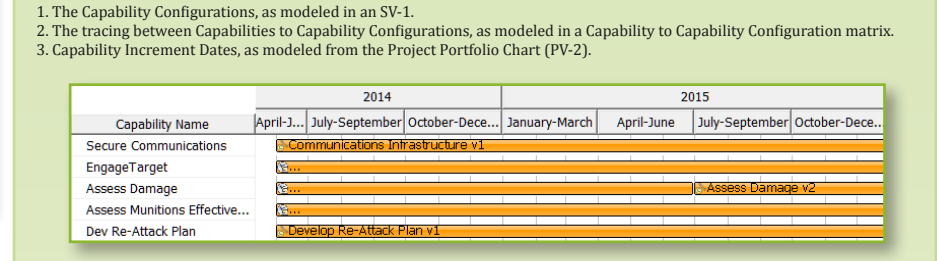 1. The Capability Configurations, as modeled in an SV-1.
2. The tracing between Capabilities to Capability Configurations, as modeled in a Capability to Capability Configuration matrix.
3. Capability Increment Dates, as modeled from the Project Portfolio Chart (PV-2).
2014 2015
Capability Name April-J... July-September October-Dece... January-March April-June July-September October-Dece..
Secure Communications Communications Infrastructure v1
EngageTarget ...
Assess Damage ... Assess Damage v2
Assess Munitions Effective... ...
Dev Re-Attack Plan Develop Re-Attack Plan v1